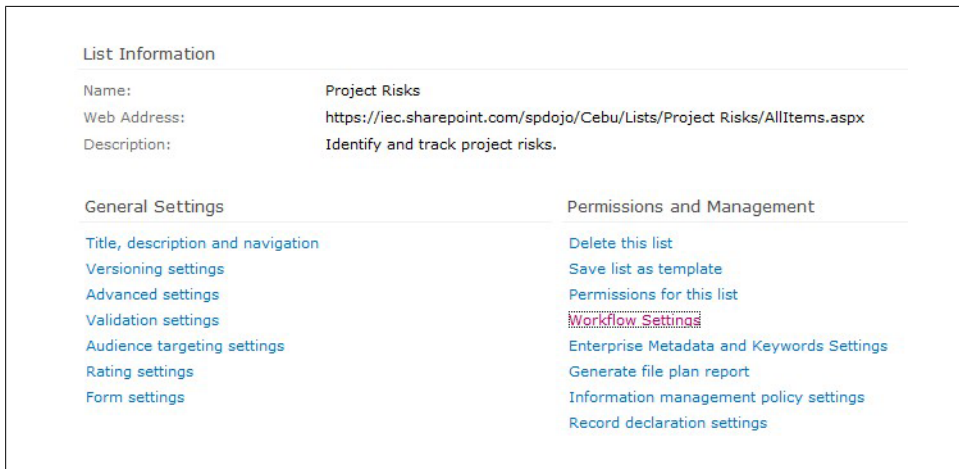 List Information
Name: Project Risks
Web Address: https://iec.sharepoint.com/spdojo/Cebu/Lists/Project Risks/AllItems.aspx
Description: Identify and track project risks.
General Settings
Title, description and navigation
Versioning settings
Advanced settings
Validation settings
Audience targeting settings
Rating settings
Form settings
Permissions and Management
Delete this list
Save list as template
Permissions for this list
Workflow Settings
Enterprise Metadata and Keywords Settings
Generate file plan report
Information management policy settings
Record declaration settings